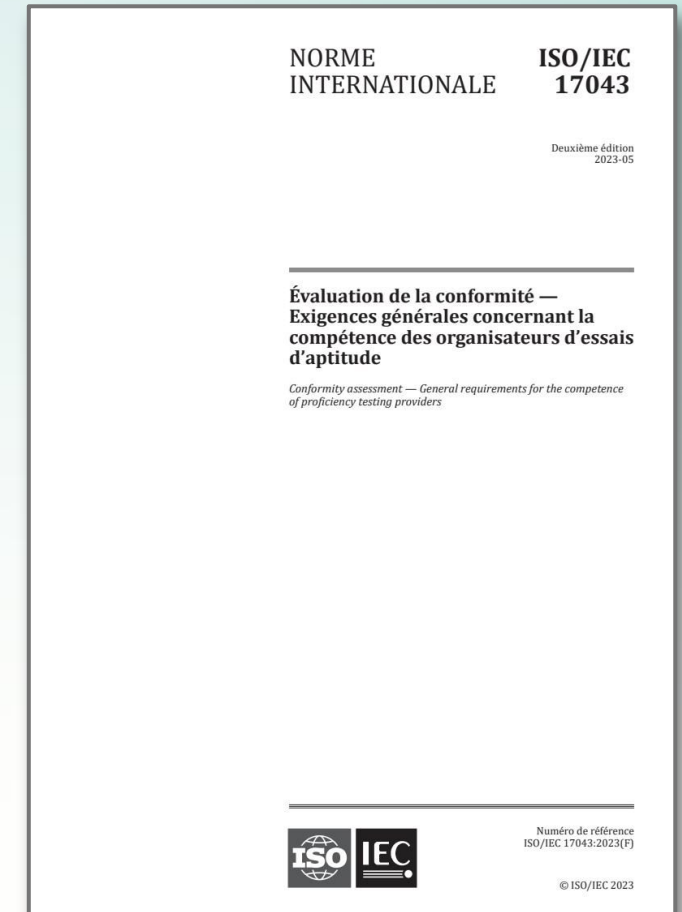 NORME
INTERNATIONALE
ISO/IEC
17043
Deuxième édition
2023-05
Évaluation de la conformité —
Exigences générales concernant la
compétence des organisateurs d’essais
d’aptitude
Conformity assessment — General requirements for the competence
of proficiency testing providers
ISO
IEC
Numéro de référence
ISO/IEC 17043:2023(F)
© ISO/IEC 2023